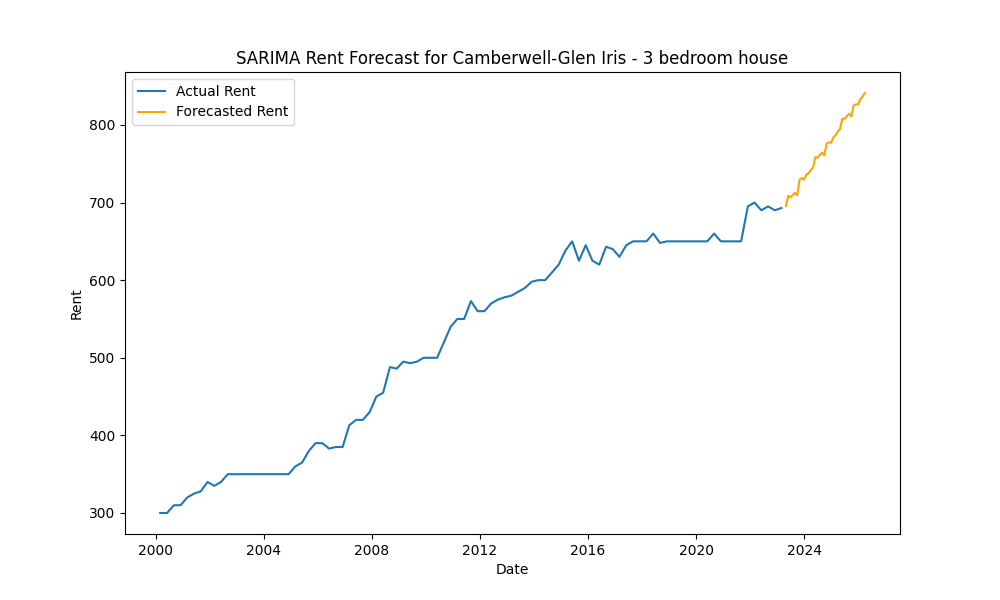 SARIMA Rent Forecast for Camberwell-Glen Iris - 3 bedroom house
Actual Rent
Forecasted Rent
800
700
600
500
400
300
Rent
2000 2004 2008 2012 2016 2020 2024
Date